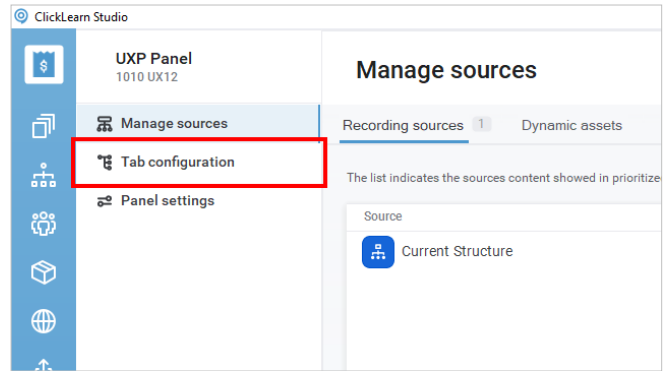 ClickLearn Studio
$
UXP Panel
1010 UX12
Manage sources
Tab configuration
Panel settings
Manage sources
Recording sources 1 Dynamic assets
The list indicates the sources content showed in prioritize
Source
Current Structure